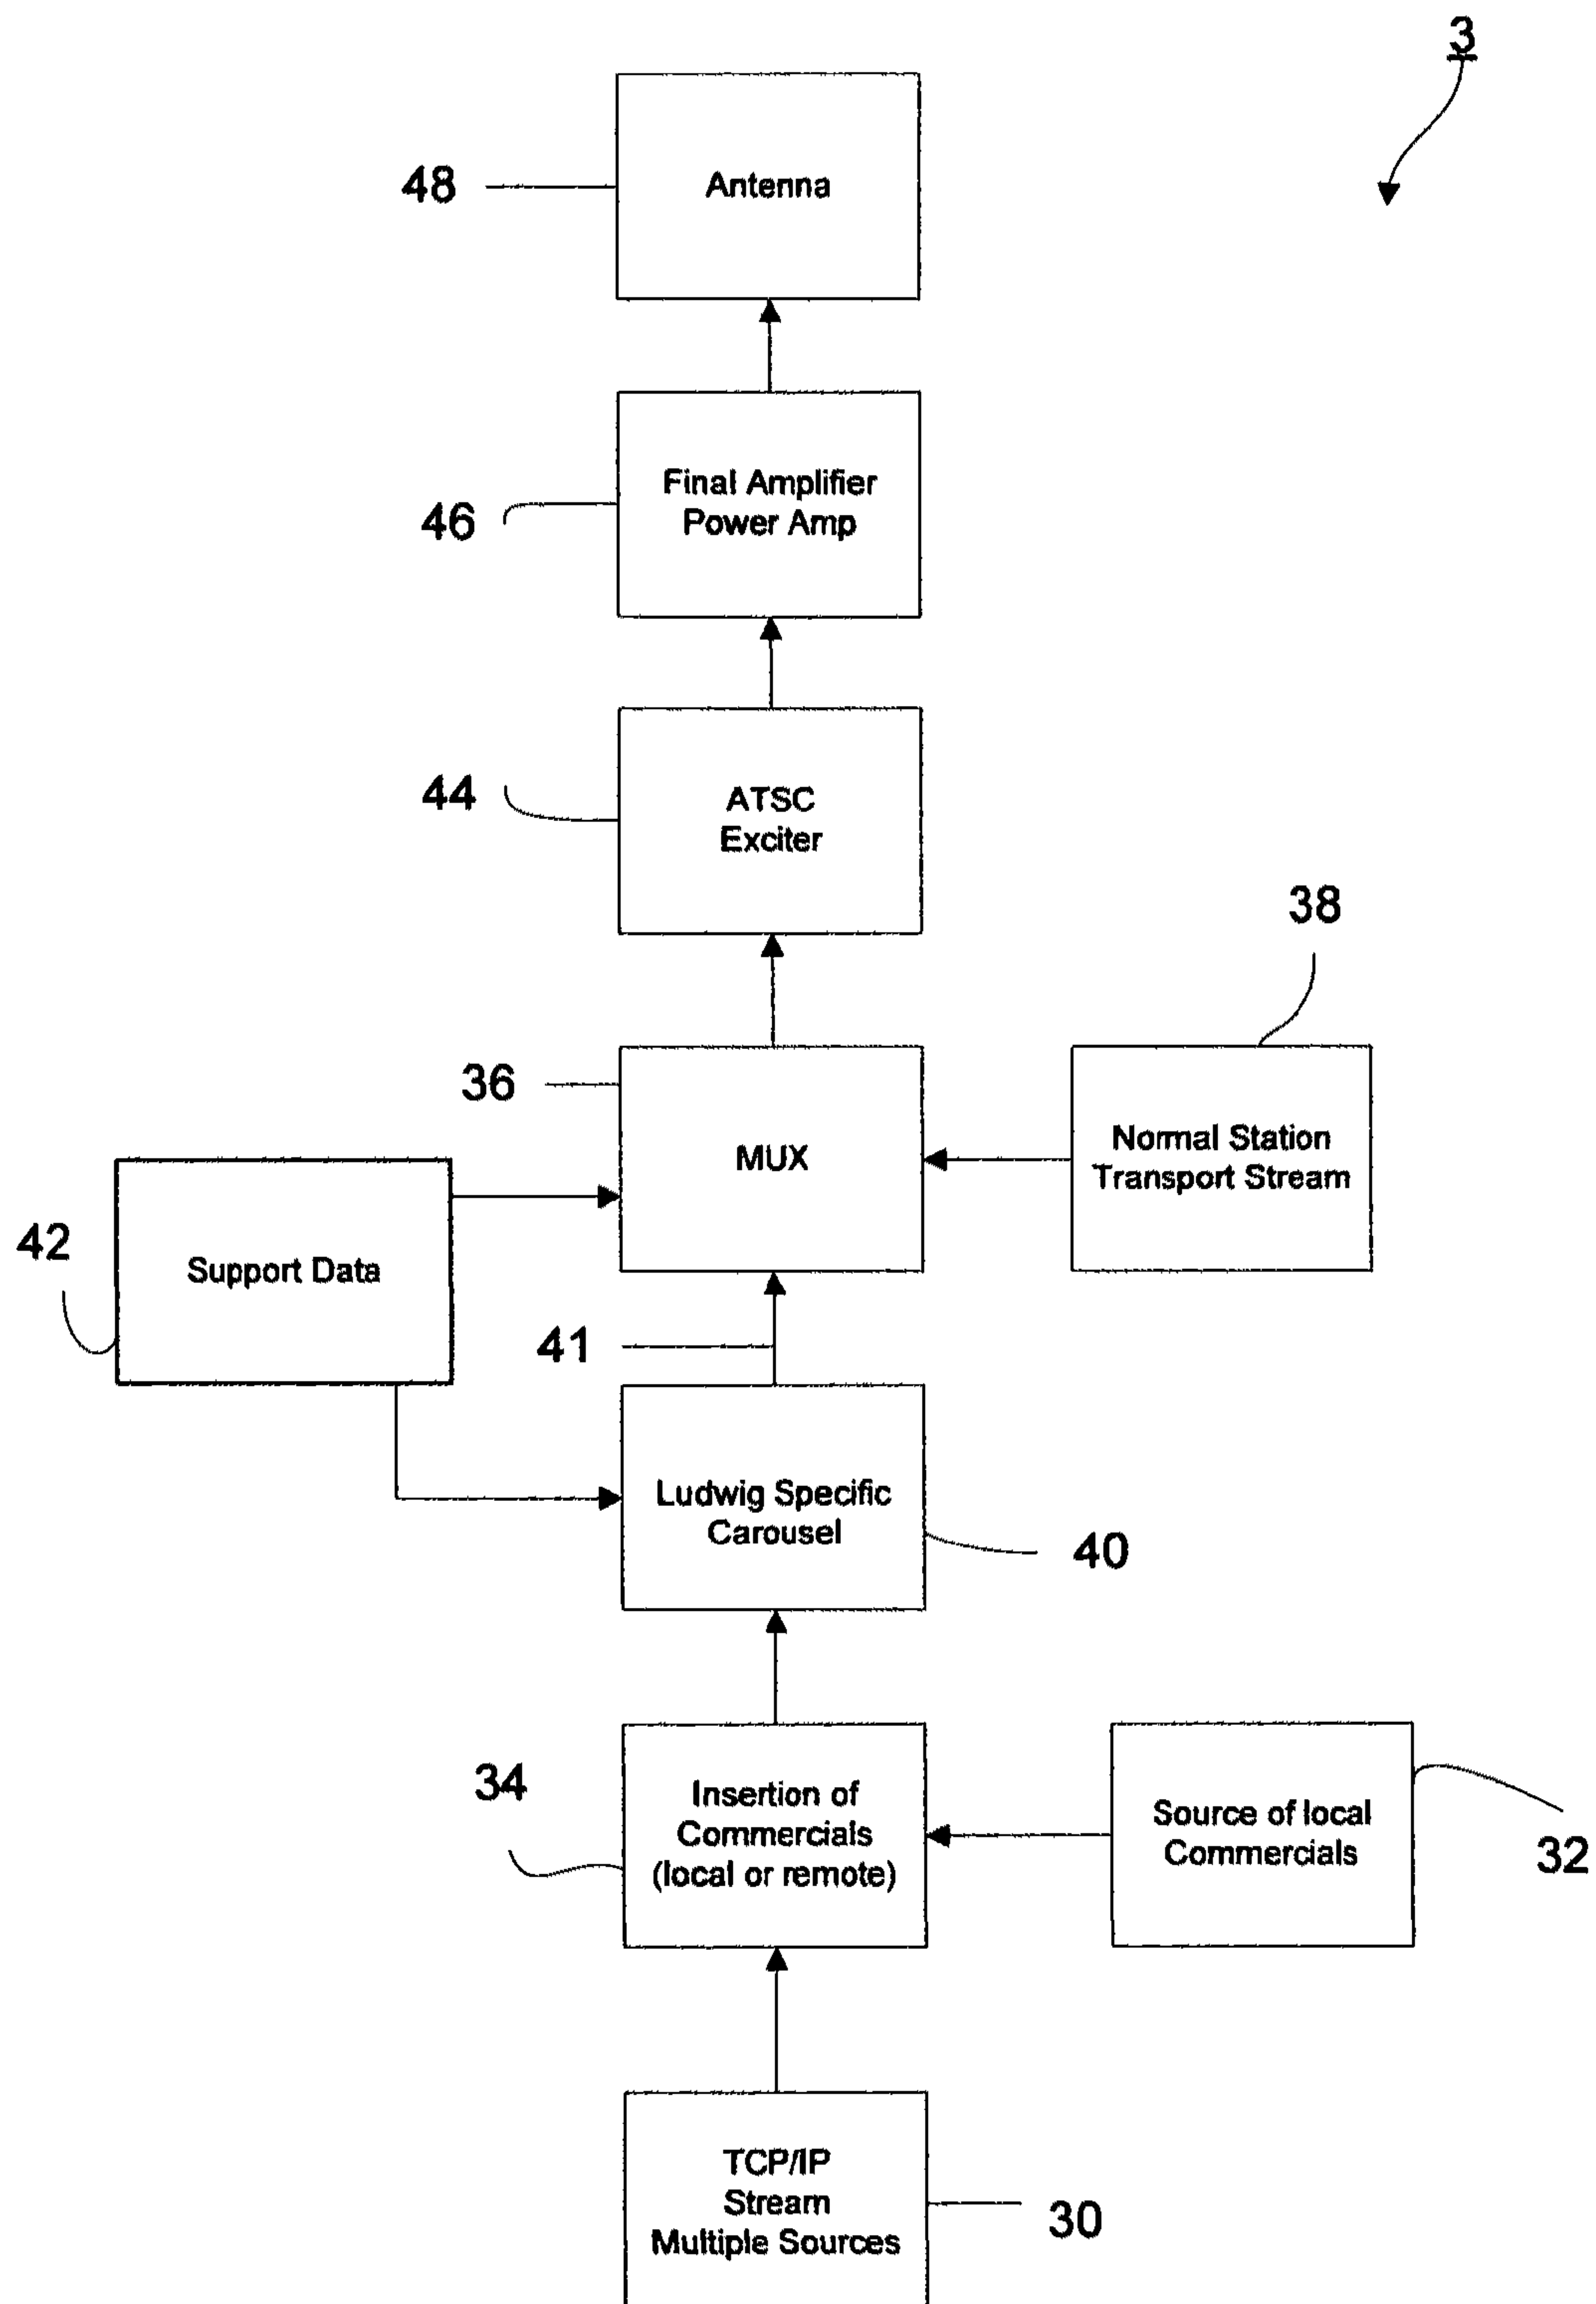 3
48
Antenna
46
Final Amplifier
Power Amp
44
ATSC
Exciter
38
36
MUX
Normal Station
Transport Stream
42
Support Data
41
Ludwig Specific
Carousel
40
34
Insertion of
Commercials
(local or remote)
Source of local
Commercials
32
TCP/IP
Stream
Multiple Sources
30